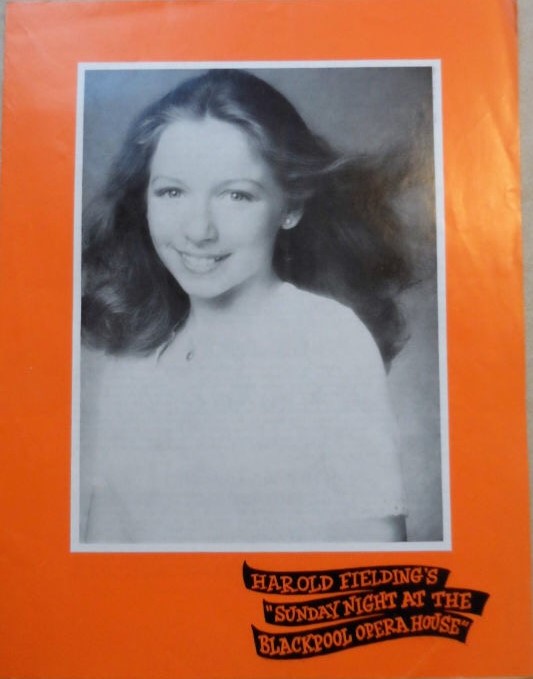 HAROLD FIELDING'S
"SUNDAY NIGHT AT THE
BLACKPOOL OPERA HOUSE"